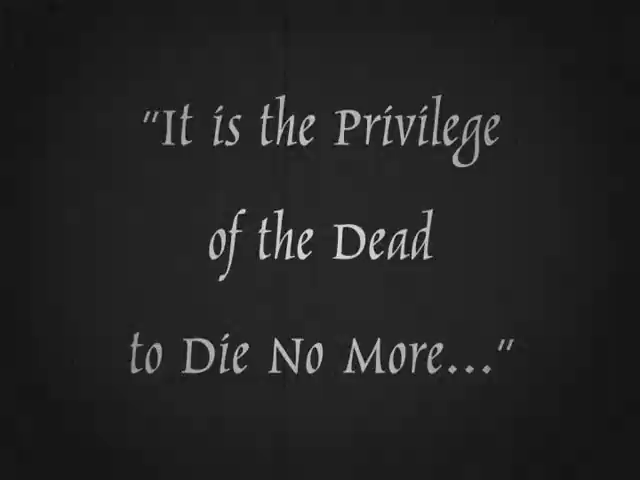 "It is the Privilege
of the Dead
to Die No More..."